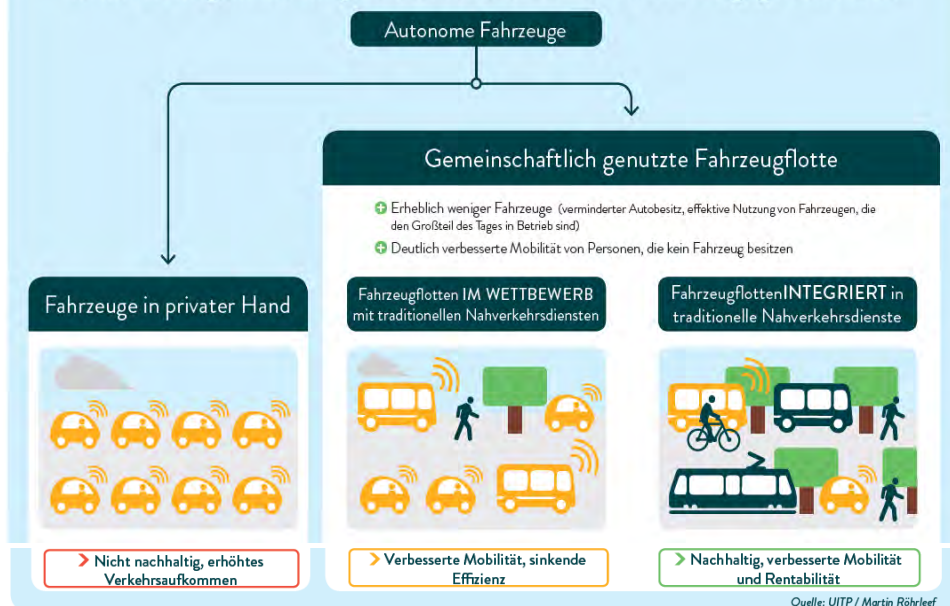 Autonome Fahrzeuge
Gemeinschaftlich genutzte Fahrzeugflotte
Erheblich weniger Fahrzeuge (verminderter Autobesitz, effektive Nutzung von Fahrzeugen, die
den Großteil des Tages in Betrieb sind)
Deutlich verbesserte Mobilität von Personen, die kein Fahrzeug besitzen
Fahrzeuge in privater Hand
Fahrzeugflotten IM WETTBEWERB
mit traditionellen Nahverkehrsdiensten
FahrzeugflottenINTEGRIERT in
traditionelle Nahverkehrsdienste
Nicht nachhaltig, erhöhtes
Verkehrsaufkommen
Verbesserte Mobilität, sinkende
Effizienz
Nachhaltig, verbesserte Mobilität
und Rentabilität
Quelle: UITP / Martin Röhrleef